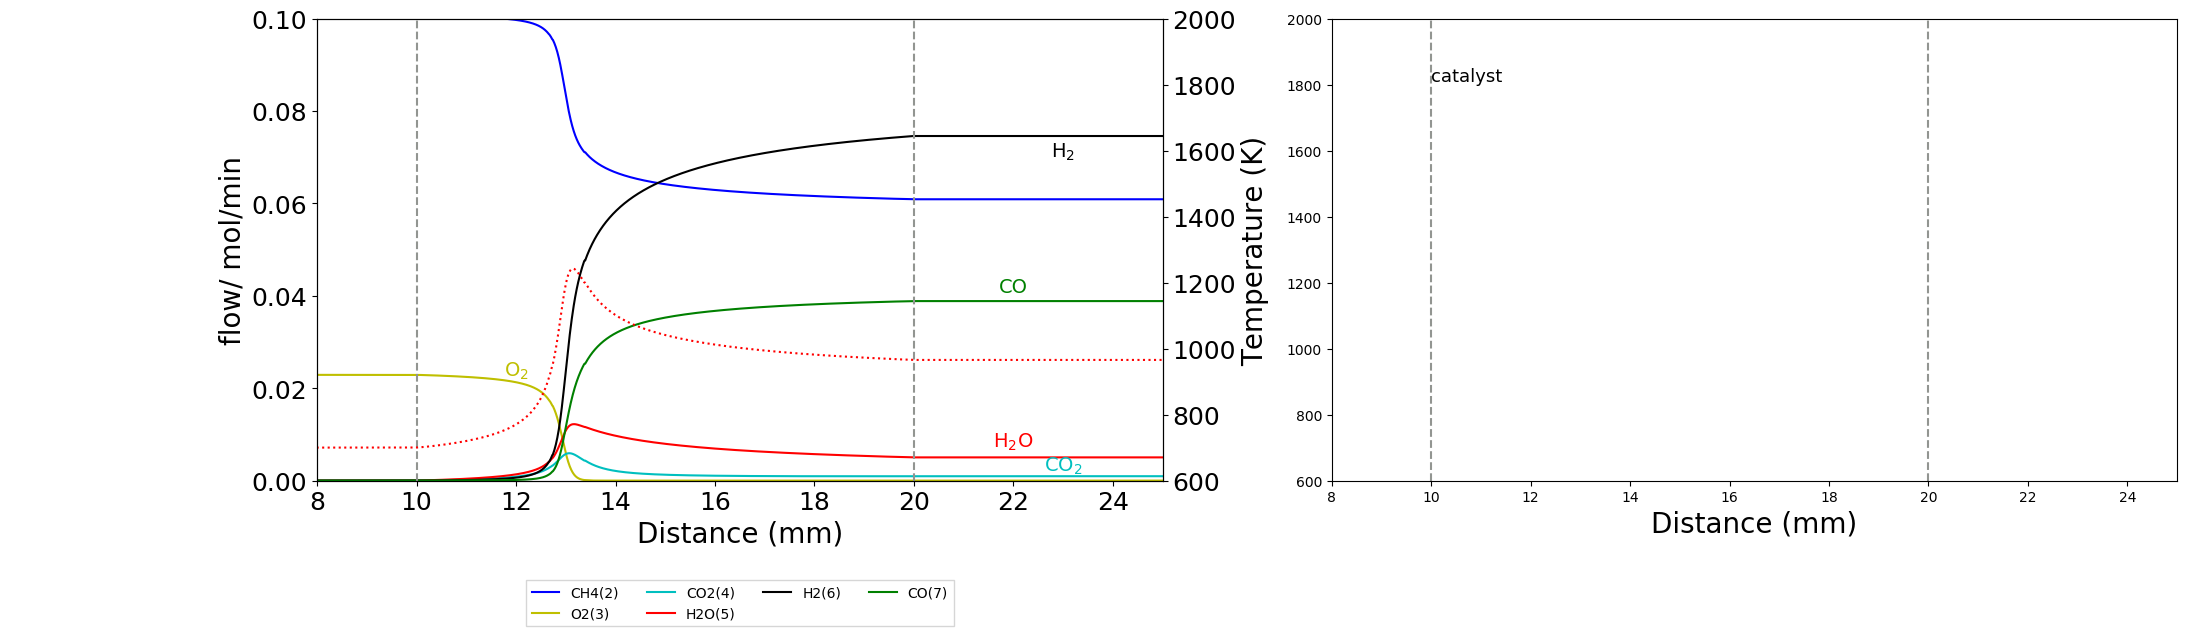 0.10
0.08
0.06
0.04
0.02
0.00
flow/ mol/min
8 10 12 14 16 18 20 22 24
Distance (mm)
H₂
CO
O₂
H₂O
CO₂
2000
1800
1600
1400
1200
1000
800
600
Temperature (K)
CH4(2) CO2(4) H2(6) CO(7)
O2(3) H2O(5)
2000
1800
1600
1400
1200
1000
800
600
catalyst
8 10 12 14 16 18 20 22 24
Distance (mm)